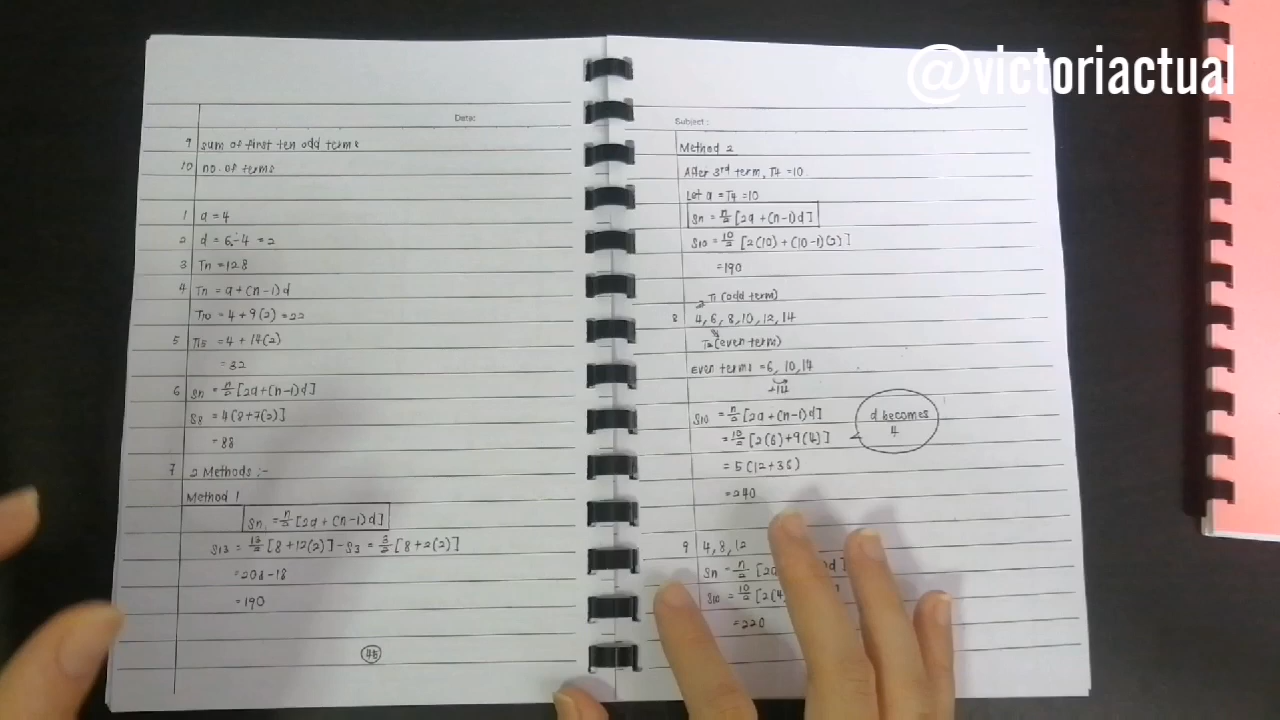 @victoriactual
Date:
9 sum of first ten odd terms
10 no. of terms
1 a = 4
2 d = 6-4 = 2
3 Tn = 128
4 Tn = a+(n-1)d
T10 = 4 + 9(2) = 22
5 T15 = 4 + 14(2)
= 32
6 Sn = n/2 [2a+(n-1)d]
S8 = 4(8+7(2)]
= 88
7 2 Methods :-
Method 1
Sn = n/2 [2a + (n-1)d]
S13 = 13/2 [8 + 12(2)] - S3 = 3/2 [8 + 2(2)]
= 208 - 18
= 190
Subject :
Method 2
After 3rd term, T4 = 10
Let a = T4 = 10
Sn = n/2 [2a + (n-1)d]
S10 = 10/2 [2(10) + (10-1)(2)]
= 190
T1 (odd term)
8 4, 6, 8, 10, 12, 14
T2 (even term)
Even terms = 6, 10, 14
S10 = n/2 [2a + (n-1)d]
= 10/2 [2(6) + 9(4)]
d becomes
4
= 5(12+36)
= 240
9 4, 8, 12
Sn = n/2 [2a d]
S10 = 10/2 [2(4
= 220